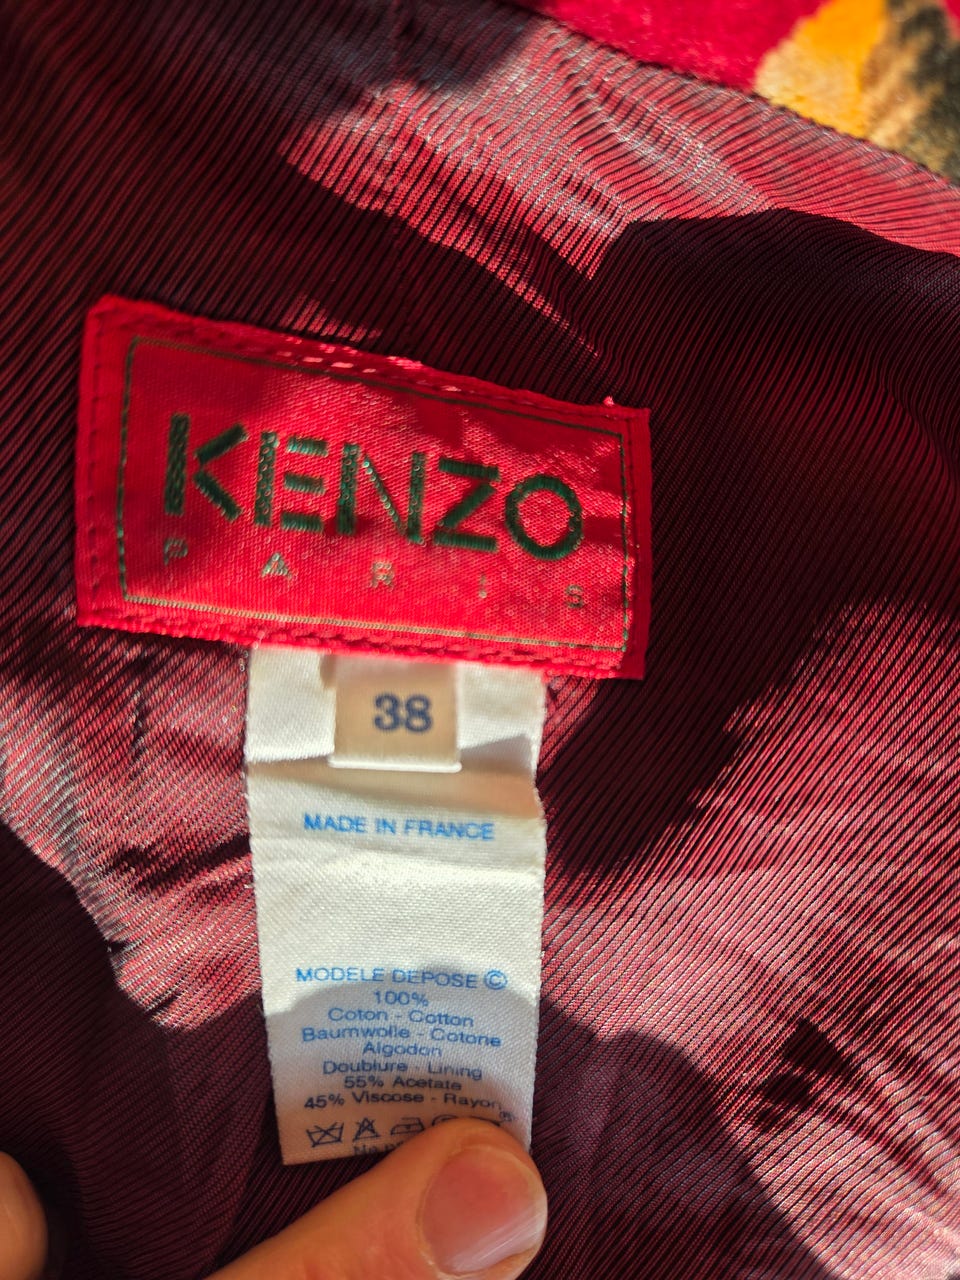 KENZO
PARIS
38
MADE IN FRANCE
MODELE DEPOSE ©
100%
Coton - Cotton
Baumwolle - Cotone
Algodon
Doublure - Lining
55% Acetate
45% Viscose - Rayon